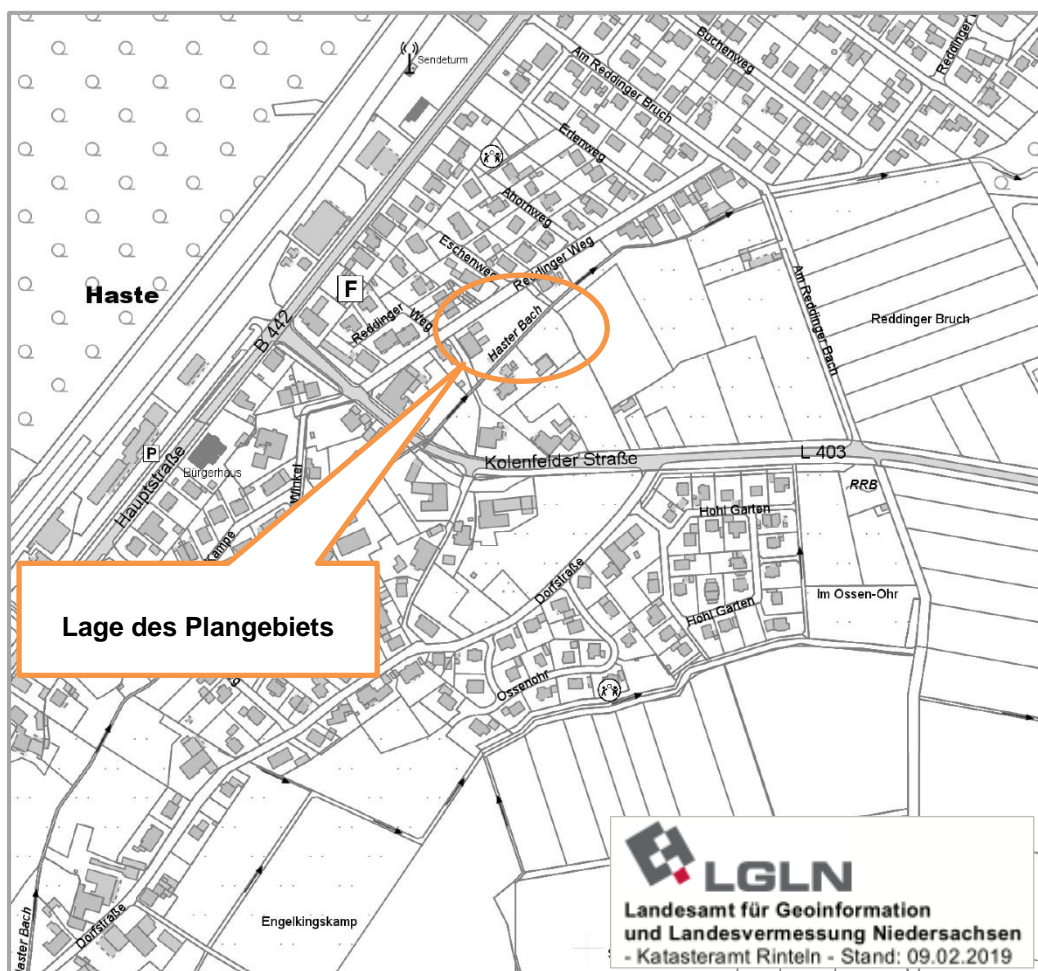 Sendeturm
Buchenweg
Reddinger
Am Reddinger Bruch
Erlenweg
Ahornweg
Eschenweg
Reddinger Weg
Haste
F
B 442
Reddinger
Weg
Haster Bach
Am Reddinger Bach
Reddinger Bruch
P
Bürgerhaus
Hauptstraße
Winkel
Kolenfelder Straße
L 403
RRB
Hohl Garten
Dorfstraße
Im Ossen-Ohr
Hohl Garten
Lage des Plangebiets
Ossenohr
Engelkingskamp
Haster Bach
Dorfstraße
LGLN
Landesamt für Geoinformation
und Landesvermessung Niedersachsen
- Katasteramt Rinteln - Stand: 09.02.2019